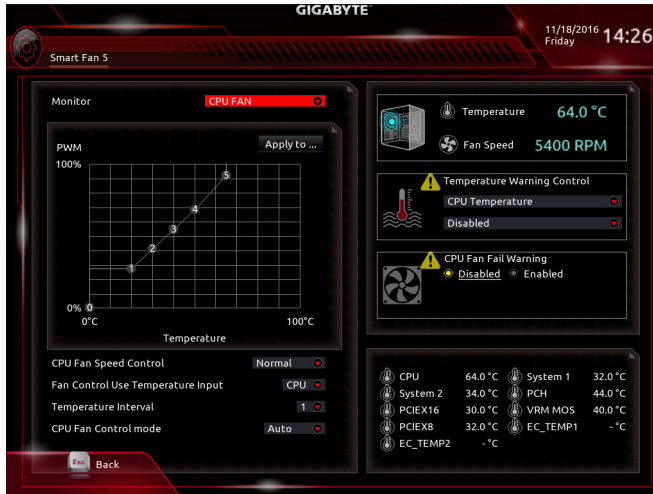 GIGABYTE™
11/18/2016 14:26
Friday
Smart Fan 5
Monitor CPU FAN
PWM Apply to ...
100%
5
4
3
2
1
0% 0
0°C 100°C
Temperature
CPU Fan Speed Control Normal
Fan Control Use Temperature Input CPU
Temperature Interval 1
CPU Fan Control mode Auto
Esc Back
Temperature 64.0 °C
Fan Speed 5400 RPM
Temperature Warning Control
CPU Temperature
Disabled
CPU Fan Fail Warning
Disabled Enabled
CPU 64.0 °C System 1 32.0 °C
System 2 34.0 °C PCH 44.0 °C
PCIEX16 30.0 °C VRM MOS 40.0 °C
PCIEX8 32.0 °C EC_TEMP1 - °C
EC_TEMP2 - °C